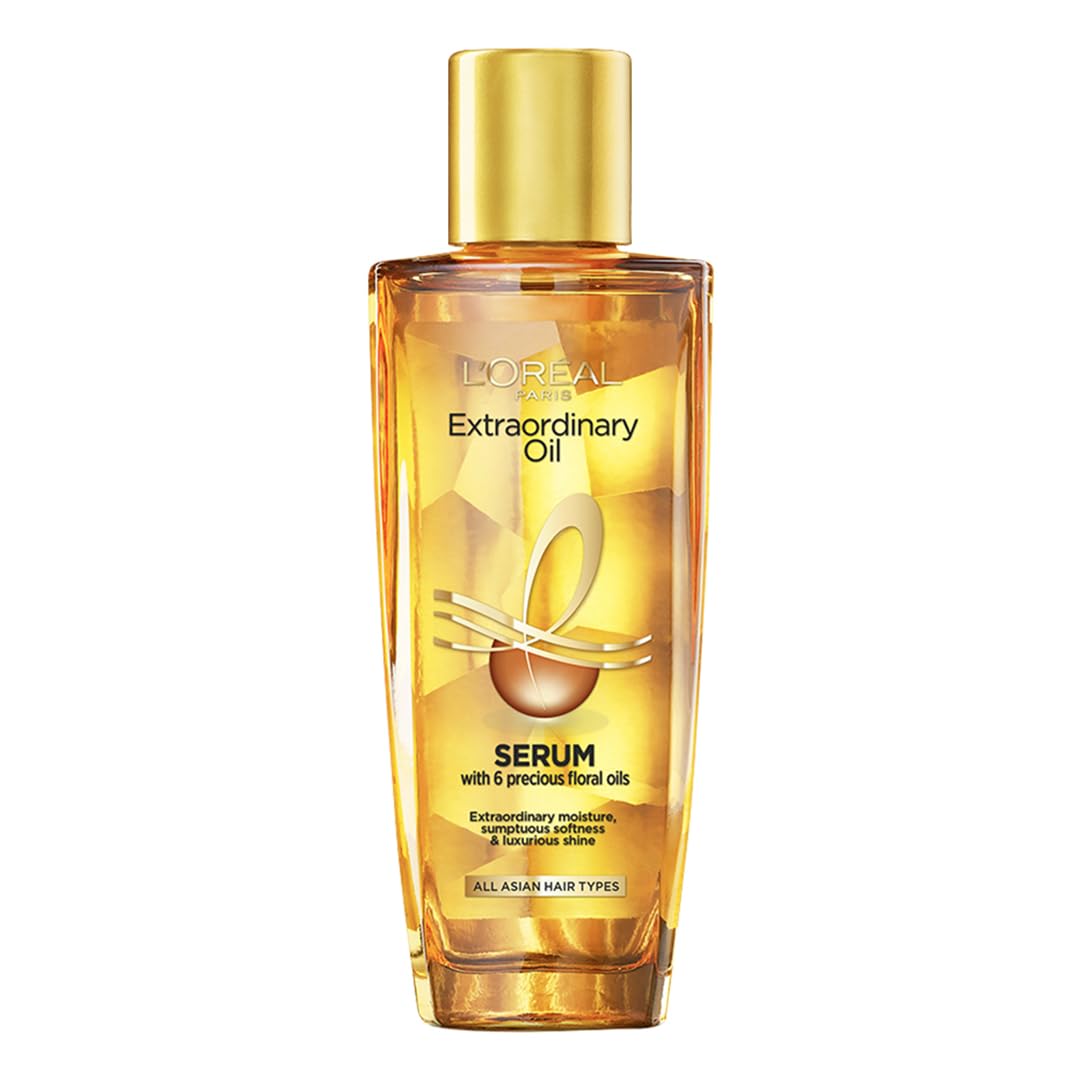 L'ORÉAL
PARIS
Extraordinary
Oil
SERUM
with 6 precious floral oils
Extraordinary moisture,
sumptuous softness
& luxurious shine
ALL ASIAN HAIR TYPES